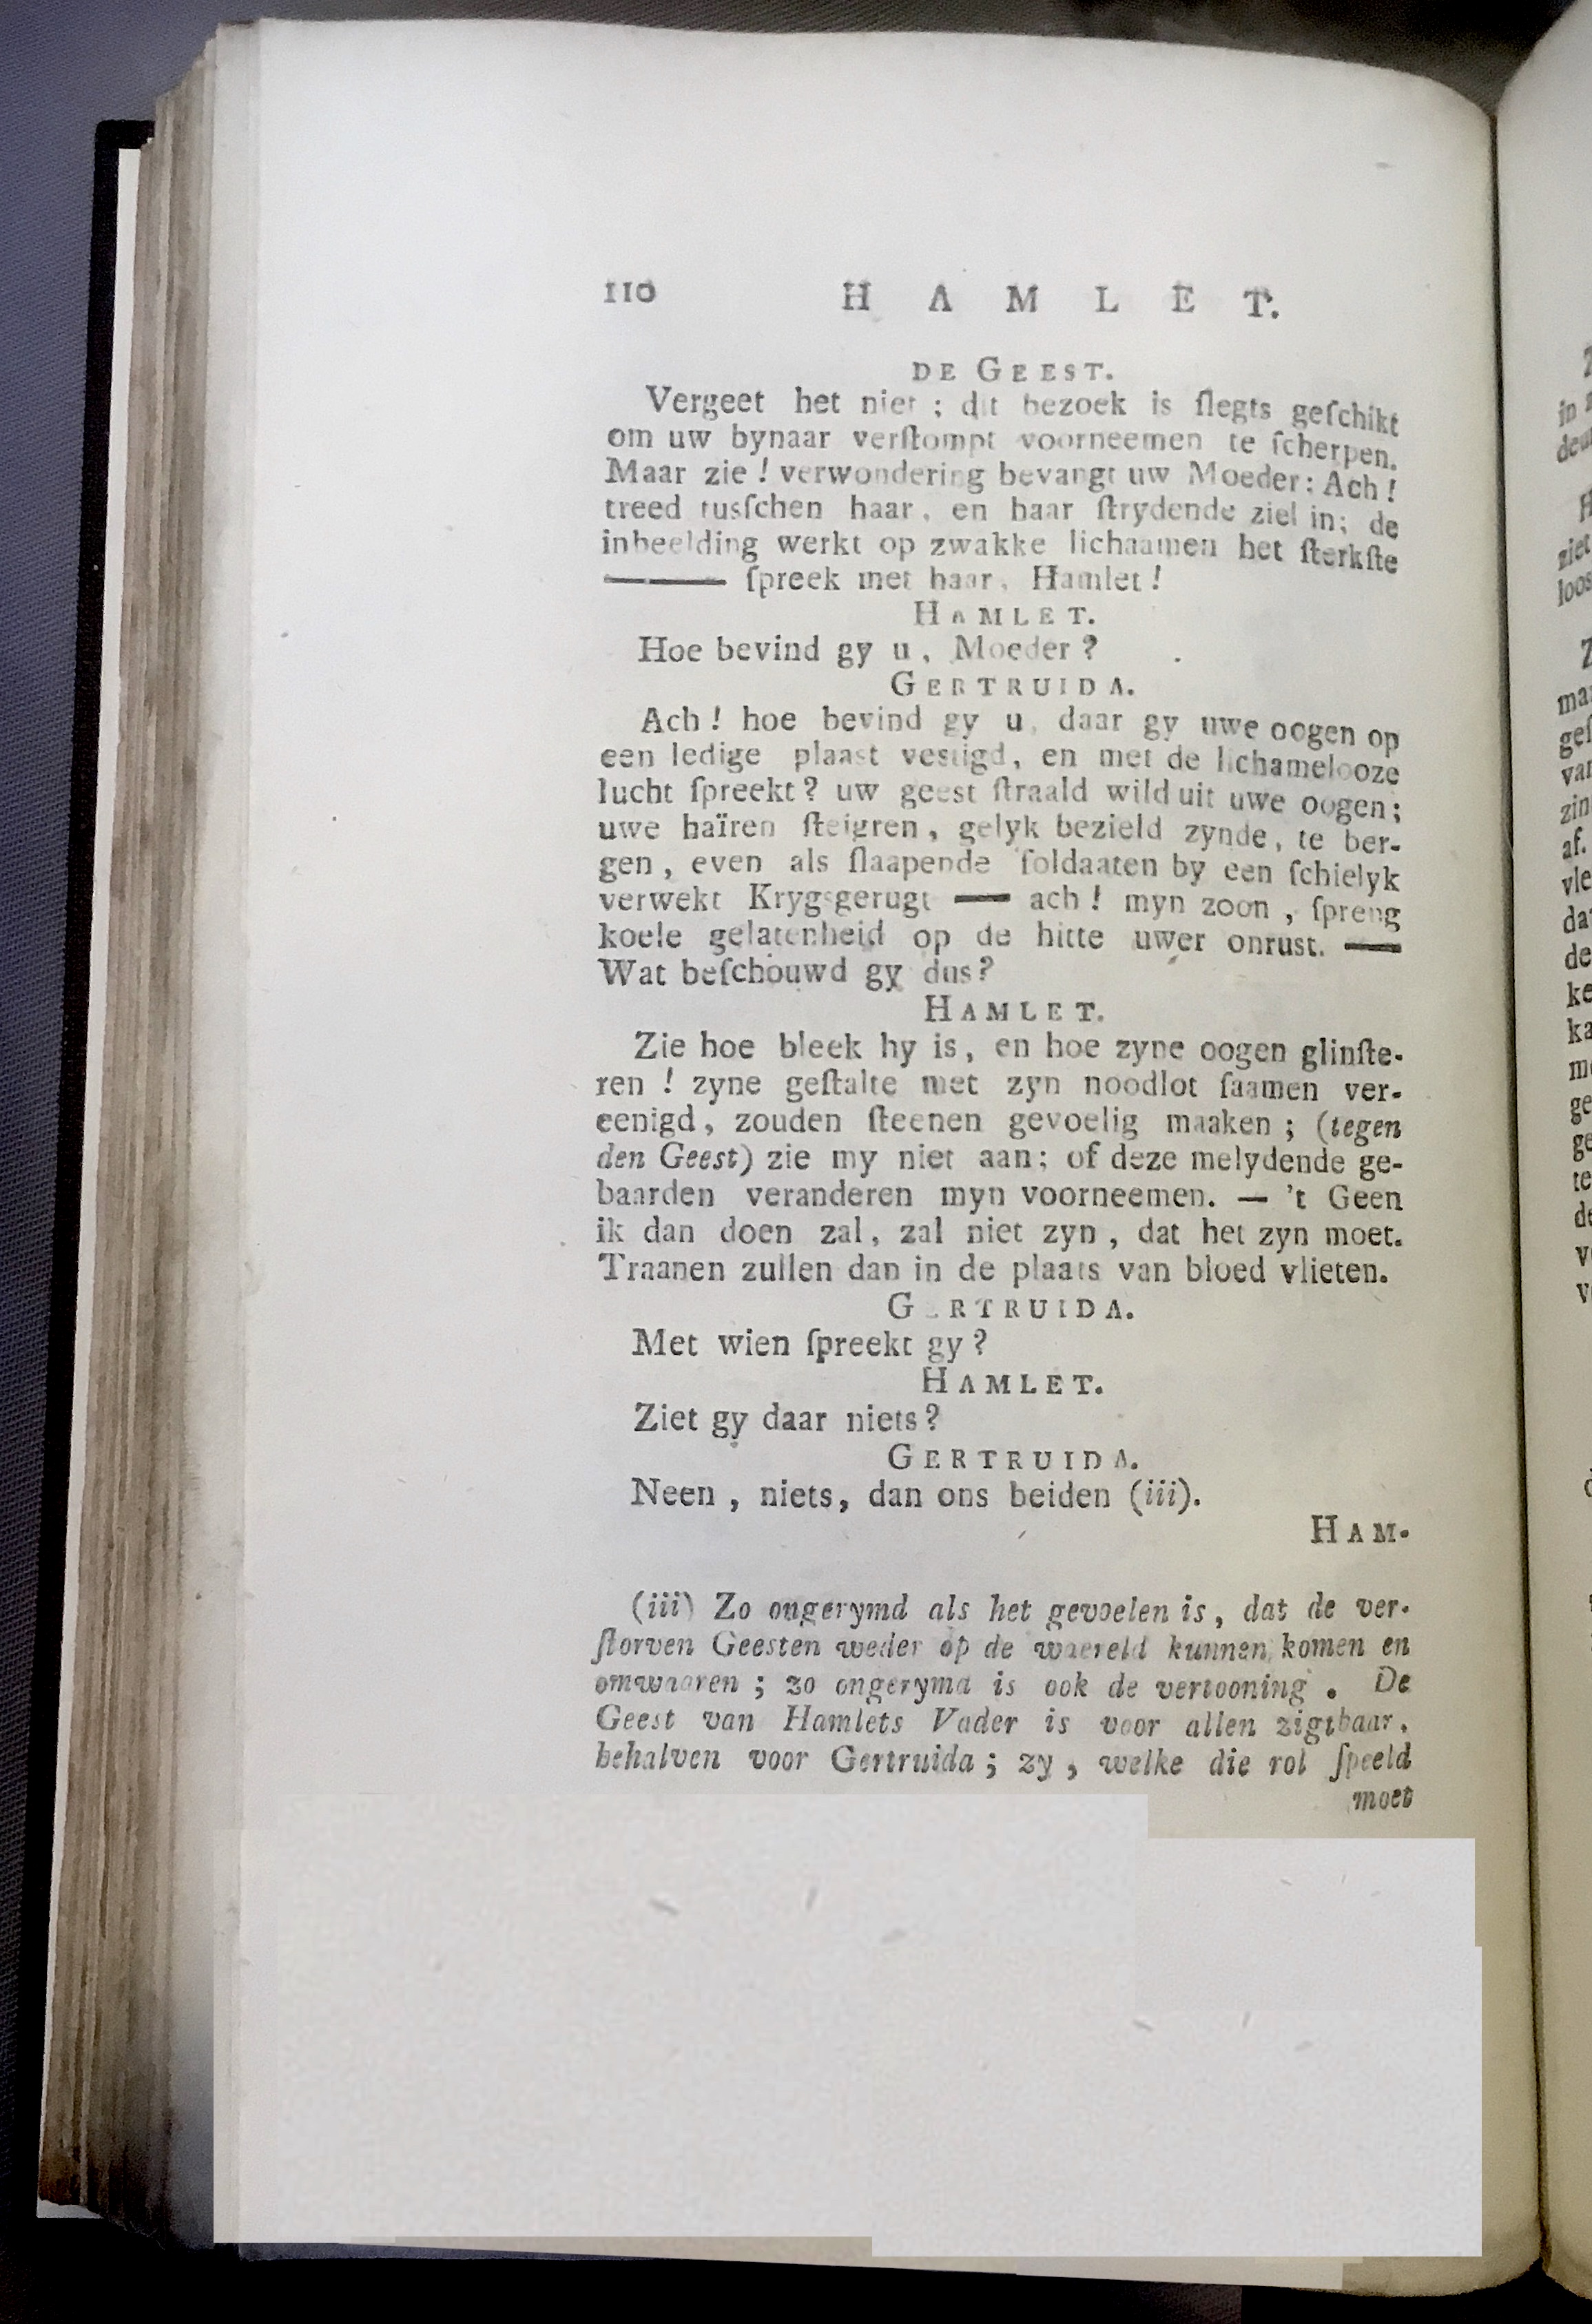 110 HAMLET.
DE GEEST.
Vergeet het niet ; dit bezoek is ſlegts geſchikt
om uw bynaar verſtompt voorneemen te ſcherpen.
Maar zie ! verwondering bevangt uw Moeder: Ach !
treed tusſchen haar, en haar ſtrydende ziel in; de
inbeelding werkt op zwakke lichaamen het ſterkſte
——— ſpreek met haar, Hamlet !
HAMLET.
Hoe bevind gy u, Moeder ?
GERTRUIDA.
Ach ! hoe bevind gy u, daar gy uwe oogen op
een ledige plaast vestigd, en met de lichamelooze
lucht ſpreekt ? uw geest ſtraald wild uit uwe oogen ;
uwe haïren ſteigren, gelyk bezield zynde, te ber-
gen, even als ſlaapende ſoldaaten by een ſchielyk
verwekt Krygsgerugt — ach ! myn zoon, ſpreng
koele gelatenheid op de hitte uwer onrust. —
Wat beſchouwd gy dus ?
HAMLET.
Zie hoe bleek hy is, en hoe zyne oogen glinſte-
ren ! zyne geſtalte met zyn noodlot ſaamen ver-
eenigd, zouden ſteenen gevoelig maaken ; (tegen
den Geest) zie my niet aan; of deze melydende ge-
baarden veranderen myn voorneemen. — 't Geen
ik dan doen zal, zal niet zyn, dat het zyn moet.
Traanen zullen dan in de plaats van bloed vlieten.
GERTRUIDA.
Met wien ſpreekt gy ?
HAMLET.
Ziet gy daar niets ?
GERTRUIDA.
Neen, niets, dan ons beiden (iii).
HAM-
(iii) Zo ongerymd als het gevoelen is, dat de ver-
ſtorven Geesten weder op de waereld kunnen komen en
omwaaren ; zo ongerymd is ook de vertooning. De
Geest van Hamlets Vader is voor allen zigtbaar,
behalven voor Gertruida ; zy, welke die rol ſpeeld
moet